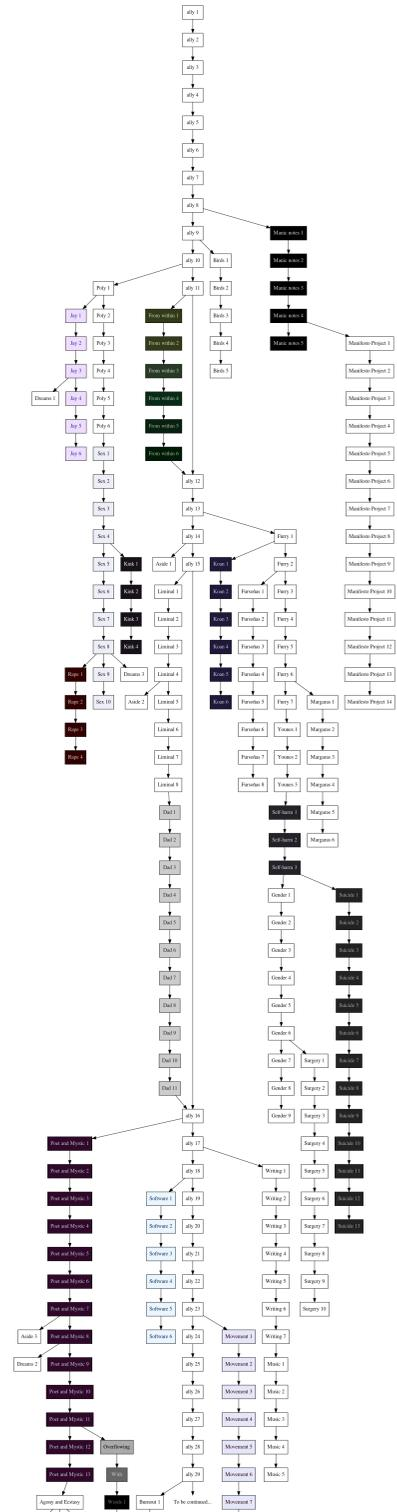 ally 1
ally 2
ally 3
ally 4
ally 5
ally 6
ally 7
ally 8
ally 9 Manic notes 1
ally 10 Birds 1 Manic notes 2
Poly 1 ally 11 Birds 2 Manic notes 3
Jay 1 Poly 2 From within 1 Birds 3 Manic notes 4
Jay 2 Poly 3 From within 2 Birds 4 Manic notes 5 Manifesto Project 1
Jay 3 Poly 4 From within 3 Birds 5 Manifesto Project 2
Dreams 1 Jay 4 Poly 5 From within 4 Manifesto Project 3
Jay 5 Poly 6 From within 5 Manifesto Project 4
Jay 6 Sex 1 From within 6 Manifesto Project 5
Sex 2 ally 12 Manifesto Project 6
Sex 3 ally 13 Manifesto Project 7
Sex 4 ally 14 Furry 1 Manifesto Project 8
Sex 5 Kink 1 Aside 1 ally 15 Koan 1 Furry 2 Manifesto Project 9
Sex 6 Kink 2 Liminal 1 Koan 2 Fursonas 1 Furry 3 Manifesto Project 10
Sex 7 Kink 3 Liminal 2 Koan 3 Fursonas 2 Furry 4 Manifesto Project 11
Sex 8 Kink 4 Liminal 3 Koan 4 Fursonas 3 Furry 5 Manifesto Project 12
Rape 1 Sex 9 Dreams 3 Liminal 4 Koan 5 Fursonas 4 Furry 6 Manifesto Project 13
Rape 2 Sex 10 Aside 2 Liminal 5 Koan 6 Fursonas 5 Furry 7 Margaras 1 Manifesto Project 14
Rape 3 Liminal 6 Fursonas 6 Younes 1 Margaras 2
Rape 4 Liminal 7 Fursonas 7 Younes 2 Margaras 3
Liminal 8 Fursonas 8 Younes 3 Margaras 4
Dad 1 Self-harm 1 Margaras 5
Dad 2 Self-harm 2 Margaras 6
Dad 3 Self-harm 3
Dad 4 Gender 1 Suicide 1
Dad 5 Gender 2 Suicide 2
Dad 6 Gender 3 Suicide 3
Dad 7 Gender 4 Suicide 4
Dad 8 Gender 5 Suicide 5
Dad 9 Gender 6 Suicide 6
Dad 10 Gender 7 Surgery 1 Suicide 7
Dad 11 Gender 8 Surgery 2 Suicide 8
ally 16 Gender 9 Surgery 3 Suicide 9
Poet and Mystic 1 ally 17 Surgery 4 Suicide 10
Poet and Mystic 2 ally 18 Writing 1 Surgery 5 Suicide 11
Poet and Mystic 3 Software 1 ally 19 Writing 2 Surgery 6 Suicide 12
Poet and Mystic 4 Software 2 ally 20 Writing 3 Surgery 7 Suicide 13
Poet and Mystic 5 Software 3 ally 21 Writing 4 Surgery 8
Poet and Mystic 6 Software 4 ally 22 Writing 5 Surgery 9
Poet and Mystic 7 Software 5 ally 23 Writing 6 Surgery 10
Aside 3 Poet and Mystic 8 Software 6 ally 24 Movement 1 Writing 7
Dreams 2 Poet and Mystic 9 ally 25 Movement 2 Music 1
Poet and Mystic 10 ally 26 Movement 3 Music 2
Poet and Mystic 11 ally 27 Movement 4 Music 3
Poet and Mystic 12 Overflowing ally 28 Movement 5 Music 4
Poet and Mystic 13 With ally 29 Movement 6 Music 5
Agony and Ecstasy Words 1 Burnout 1 To be continued... Movement 7